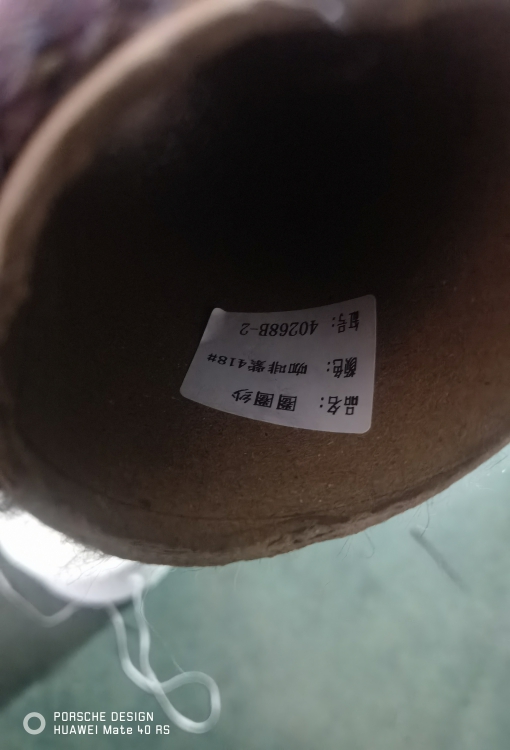 品名: 圈圈纱
颜色: 咖啡紫418#
缸号: 40268B-2
PORSCHE DESIGN
HUAWEI Mate 40 RS